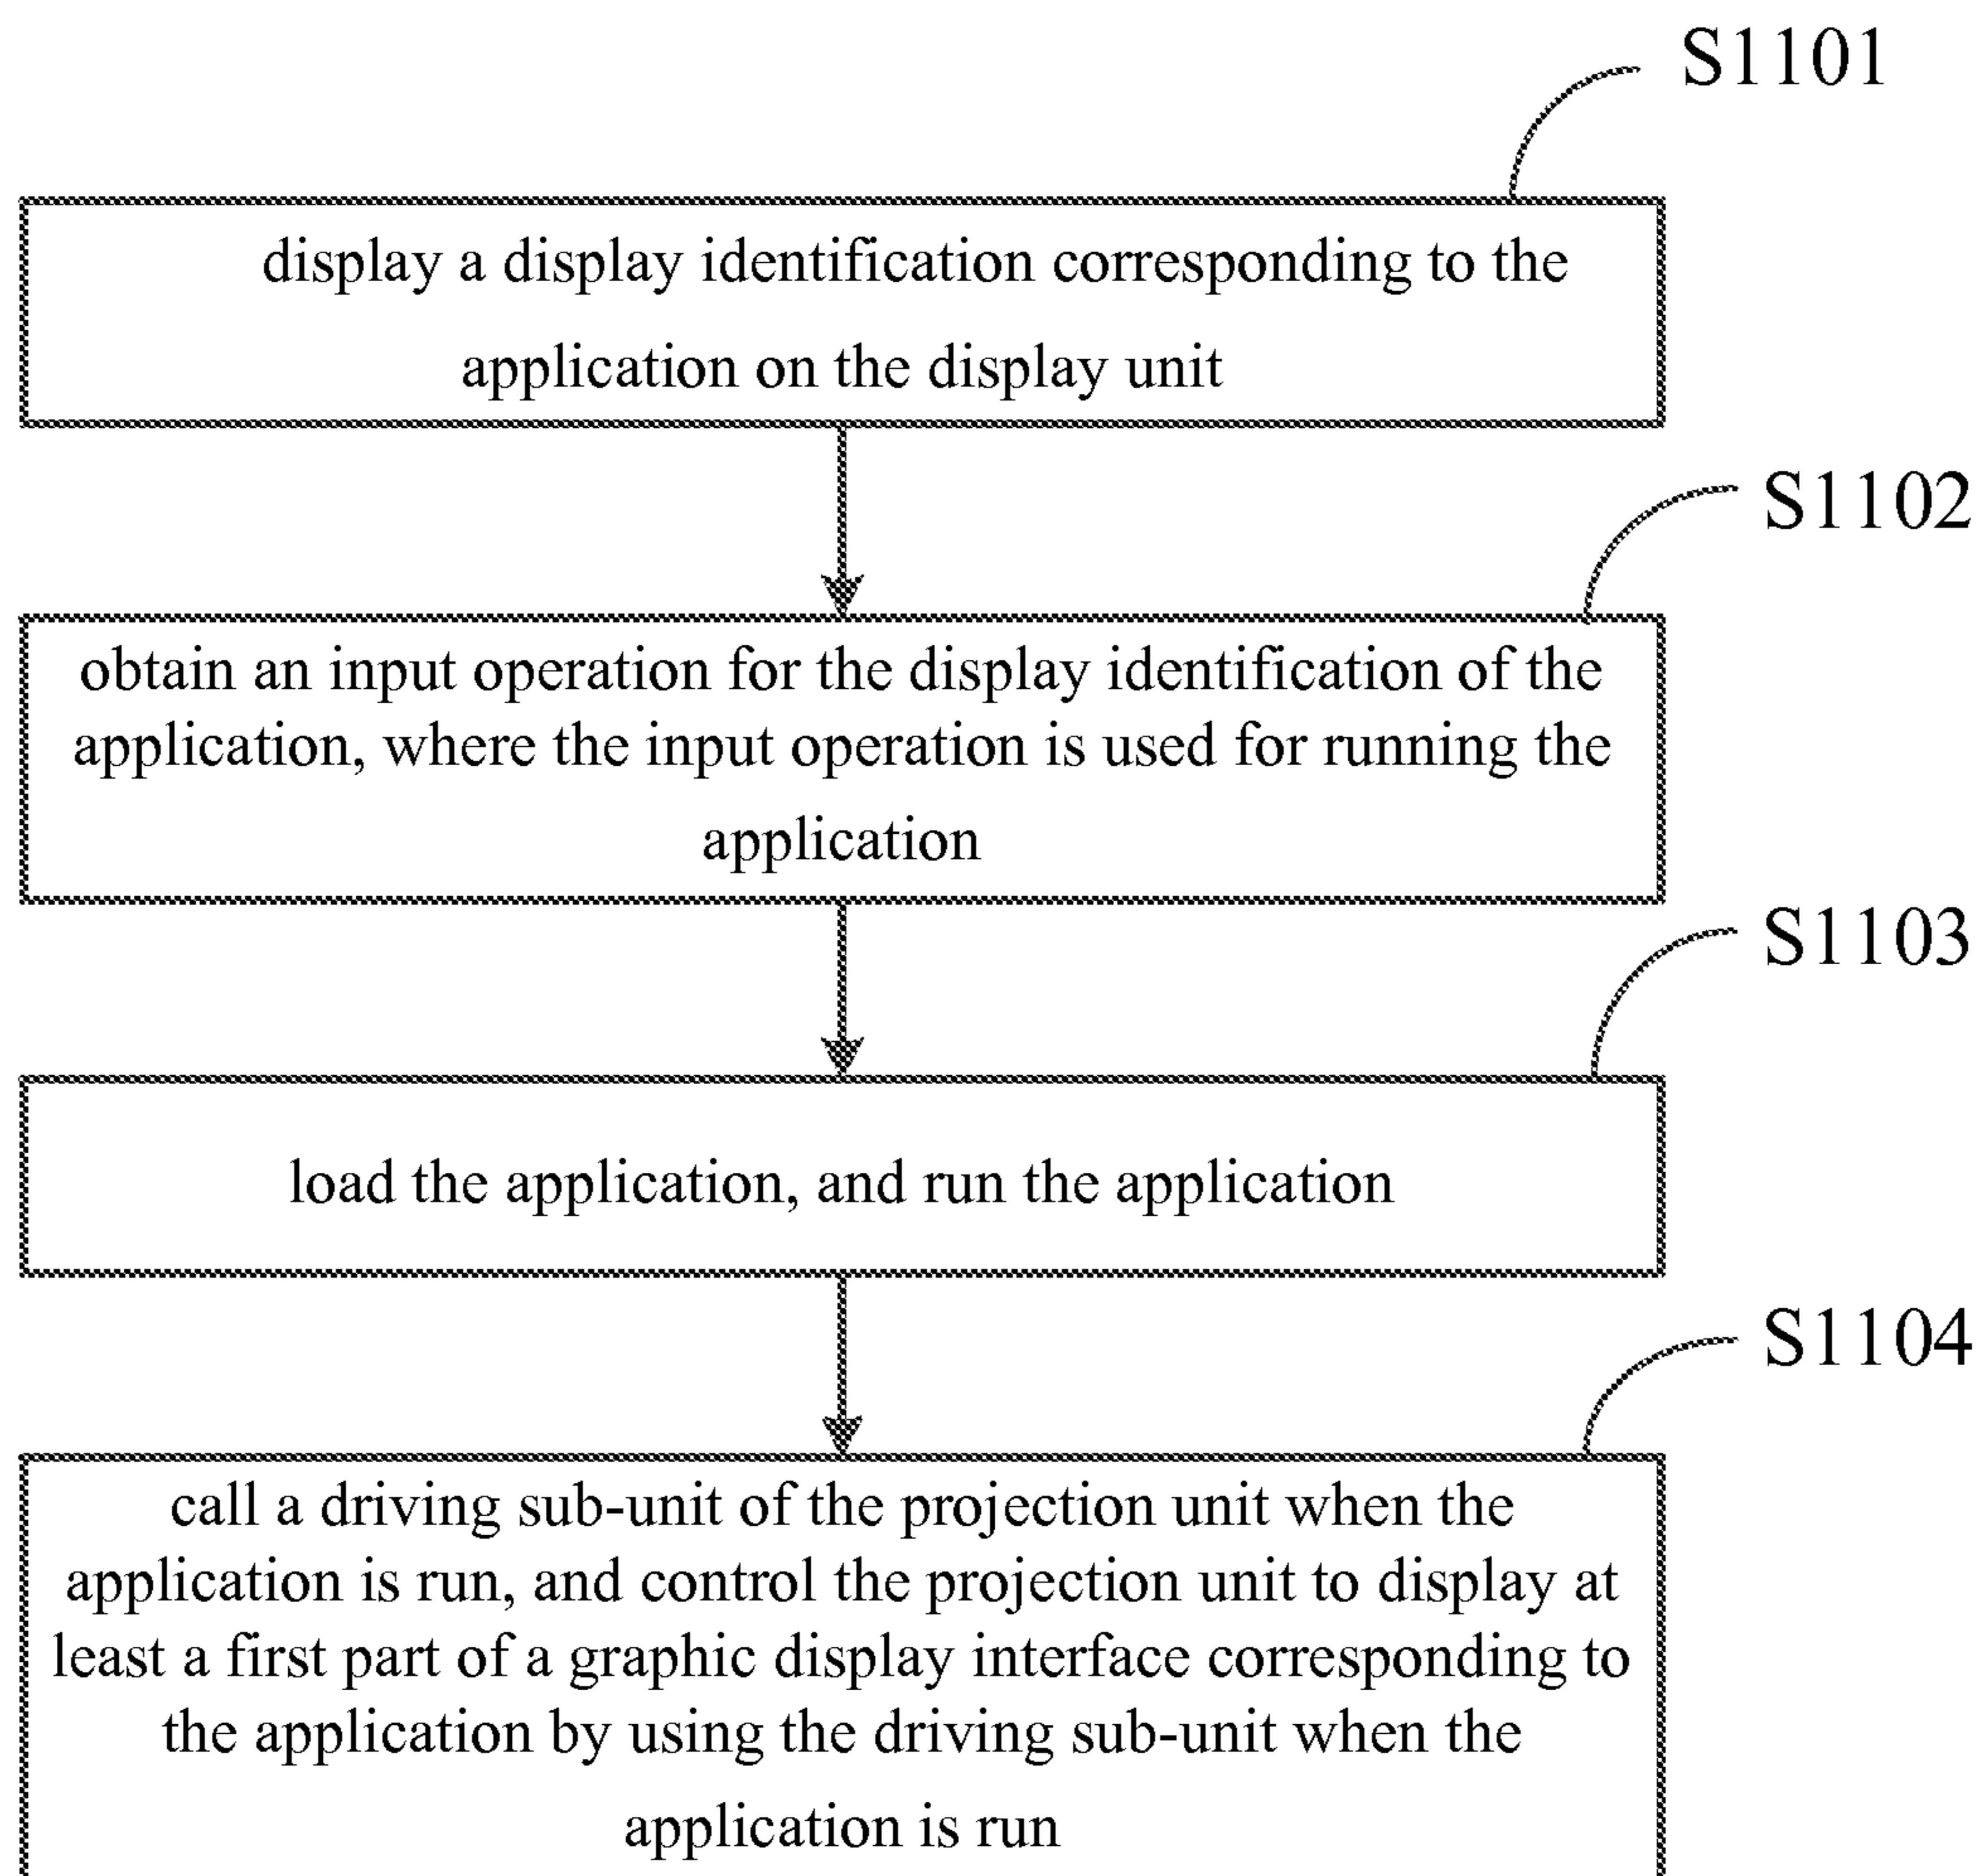 S1101
display a display identification corresponding to the
application on the display unit
S1102
obtain an input operation for the display identification of the
application, where the input operation is used for running the
application
S1103
load the application, and run the application
S1104
call a driving sub-unit of the projection unit when the
application is run, and control the projection unit to display at
least a first part of a graphic display interface corresponding to
the application by using the driving sub-unit when the
application is run